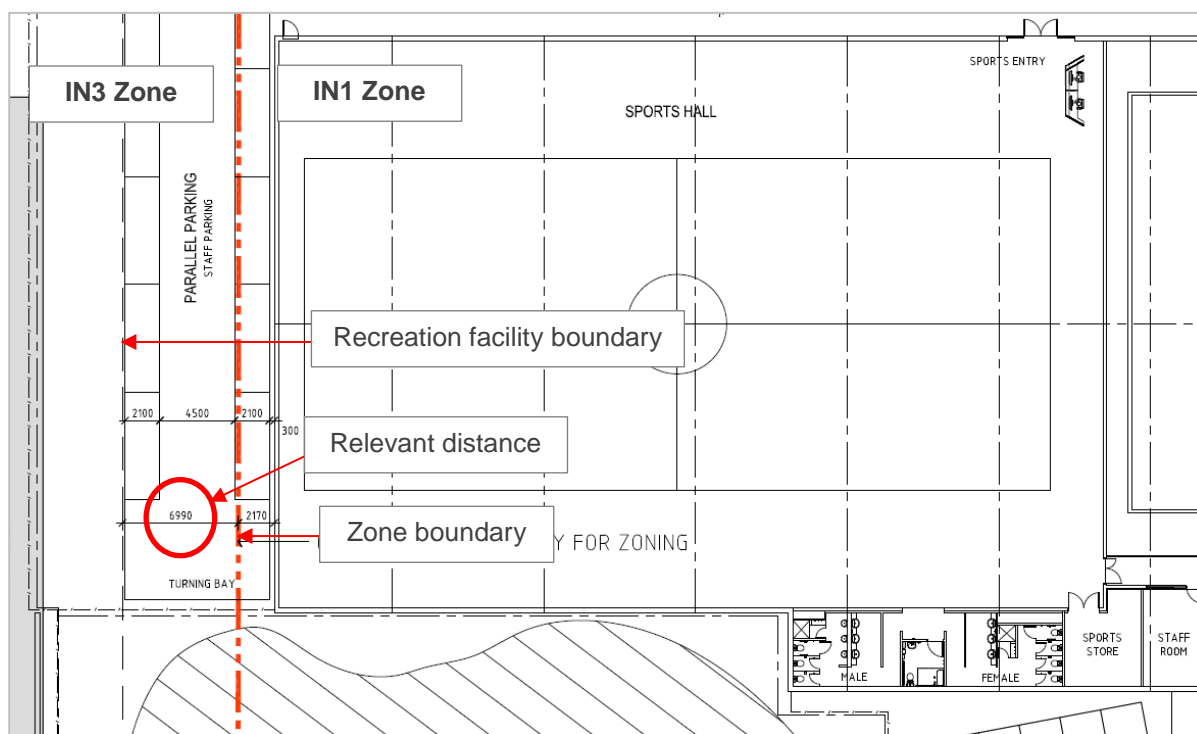 SPORTS ENTRY
IN3 Zone
IN1 Zone
SPORTS HALL
PARALLEL PARKING
STAFF PARKING
Recreation facility boundary
2100
4500
2100
300
Relevant distance
6990
2170
Zone boundary
Y FOR ZONING
TURNING BAY
MALE
FEMALE
SPORTS
STORE
STAFF
ROOM